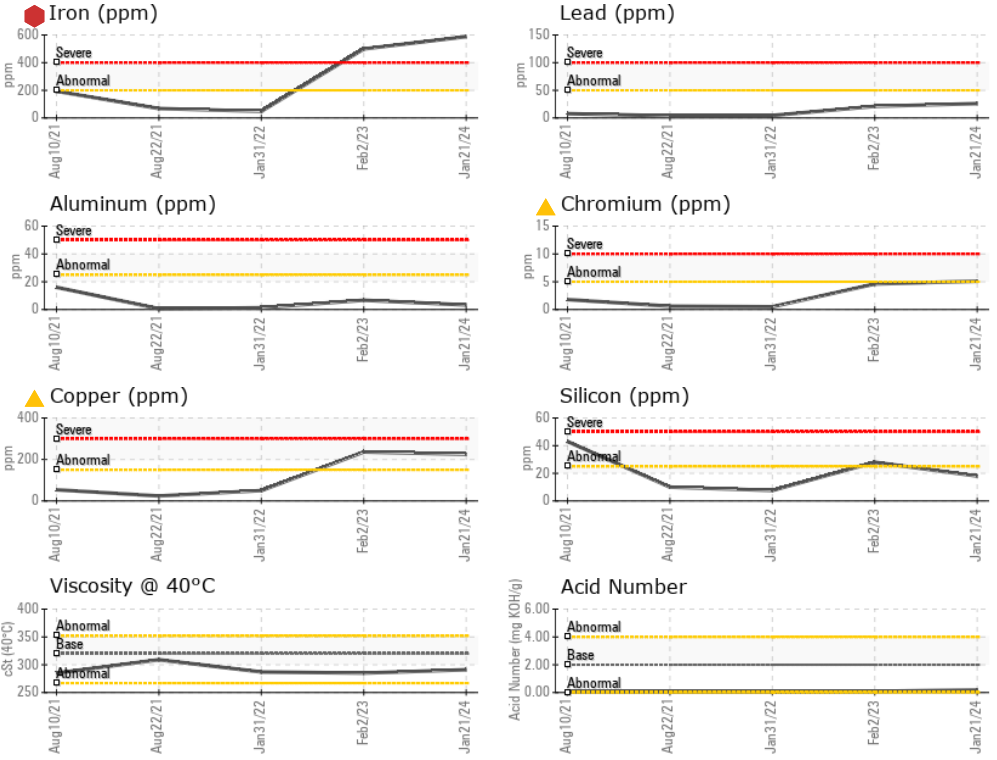 Iron (ppm)
600
400
200
0
ppm
Severe
Abnormal
Aug10/21
Aug22/21
Jan31/22
Feb2/23
Jan21/24
Lead (ppm)
150
100
50
0
ppm
Severe
Abnormal
Aug10/21
Aug22/21
Jan31/22
Feb2/23
Jan21/24
Aluminum (ppm)
60
40
20
0
ppm
Severe
Abnormal
Aug10/21
Aug22/21
Jan31/22
Feb2/23
Jan21/24
Chromium (ppm)
15
10
5
0
ppm
Severe
Abnormal
Aug10/21
Aug22/21
Jan31/22
Feb2/23
Jan21/24
Copper (ppm)
400
200
0
ppm
Severe
Abnormal
Aug10/21
Aug22/21
Jan31/22
Feb2/23
Jan21/24
Silicon (ppm)
60
40
20
0
ppm
Severe
Abnormal
Aug10/21
Aug22/21
Jan31/22
Feb2/23
Jan21/24
Viscosity @ 40°C
400
350
300
250
cSt (40°C)
Abnormal
Base
Abnormal
Aug10/21
Aug22/21
Jan31/22
Feb2/23
Jan21/24
Acid Number
6.00
4.00
2.00
0.00
Acid Number (mg KOH/g)
Abnormal
Base
Abnormal
Aug10/21
Aug22/21
Jan31/22
Feb2/23
Jan21/24